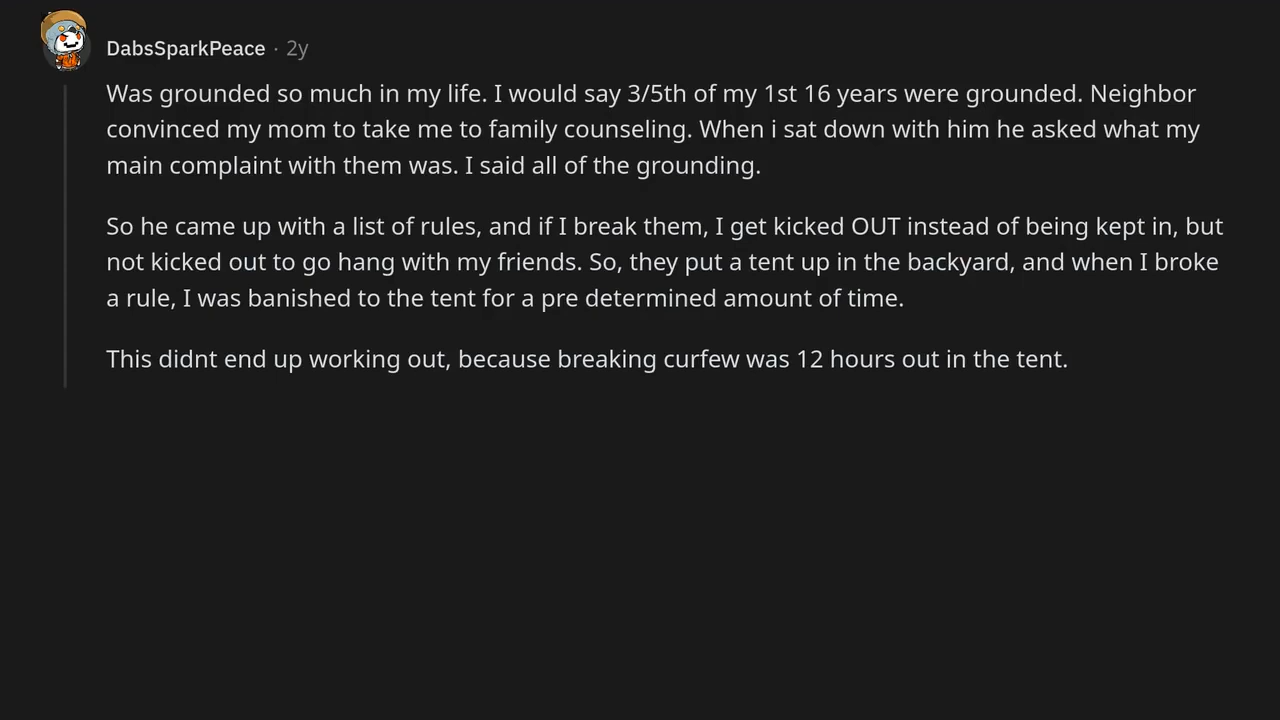 DabsSparkPeace · 2y
Was grounded so much in my life. I would say 3/5th of my 1st 16 years were grounded. Neighbor
convinced my mom to take me to family counseling. When i sat down with him he asked what my
main complaint with them was. I said all of the grounding.
So he came up with a list of rules, and if I break them, I get kicked OUT instead of being kept in, but
not kicked out to go hang with my friends. So, they put a tent up in the backyard, and when I broke
a rule, I was banished to the tent for a pre determined amount of time.
This didnt end up working out, because breaking curfew was 12 hours out in the tent.